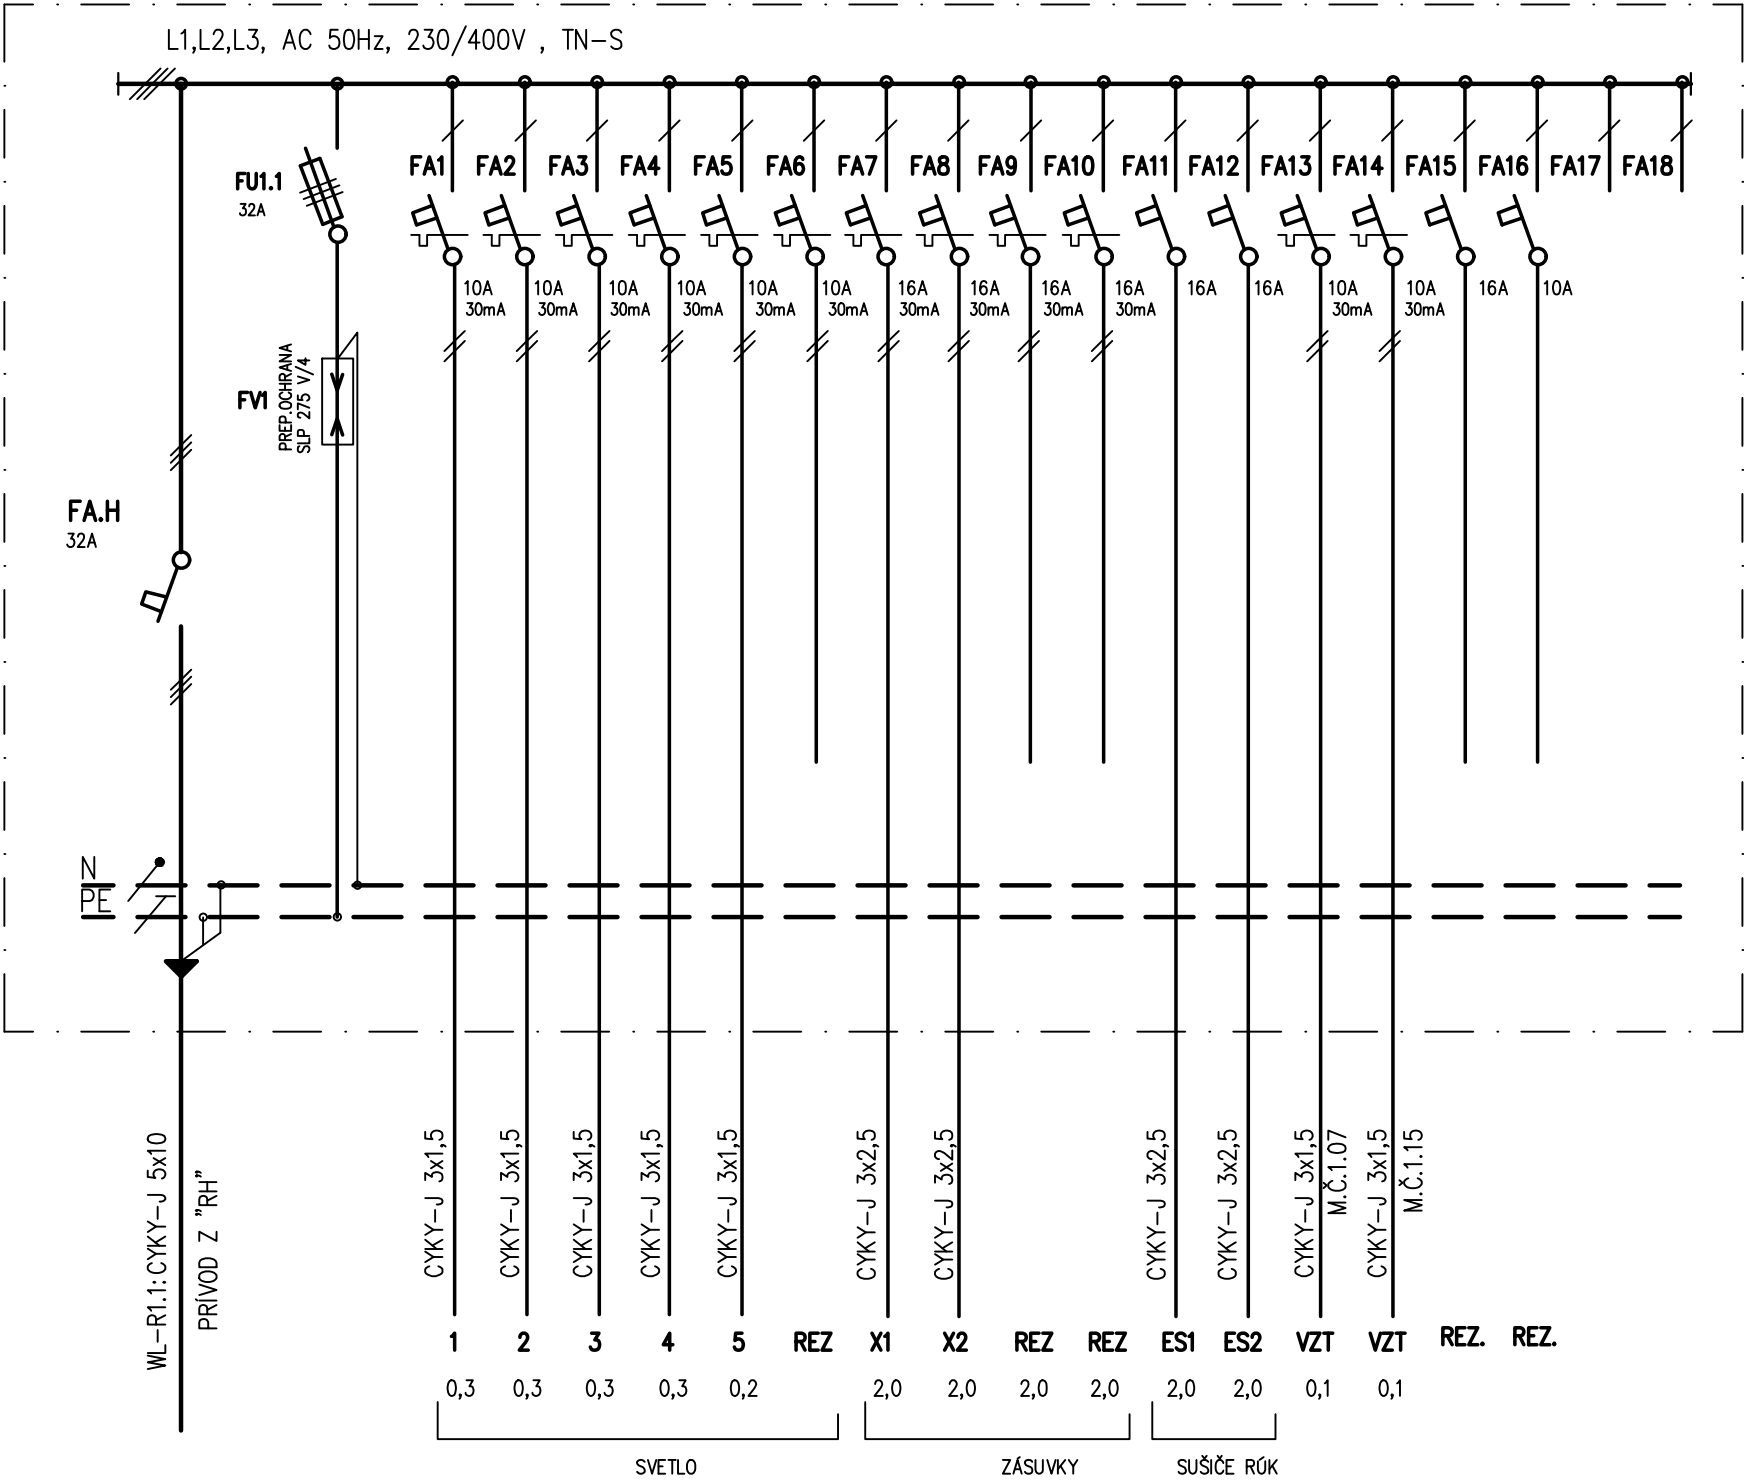 L1,L2,L3, AC 50Hz, 230/400V , TN-S
FU1.1
32A
FA1 FA2 FA3 FA4 FA5 FA6 FA7 FA8 FA9 FA10 FA11 FA12 FA13 FA14 FA15 FA16 FA17 FA18
10A 10A 10A 10A 10A 10A 16A 16A 16A 16A 16A 16A 10A 10A 16A 10A
30mA 30mA 30mA 30mA 30mA 30mA 30mA 30mA 30mA 30mA 30mA 30mA
FV1
PREP.OCHRANA
SLP 275 V/4
FA.H
32A
N
PE
WL-R1.1:CYKY-J 5x10
PRÍVOD Z "RH"
CYKY-J 3x1,5
CYKY-J 3x1,5
CYKY-J 3x1,5
CYKY-J 3x1,5
CYKY-J 3x1,5
CYKY-J 3x2,5
CYKY-J 3x2,5
CYKY-J 3x2,5
CYKY-J 3x2,5
CYKY-J 3x1,5
M.Č.1.07
CYKY-J 3x1,5
M.Č.1.15
1 2 3 4 5 REZ X1 X2 REZ REZ ES1 ES2 VZT VZT REZ. REZ.
0,3 0,3 0,3 0,3 0,2 2,0 2,0 2,0 2,0 2,0 2,0 0,1 0,1
SVETLO ZÁSUVKY SUŠIČE RÚK